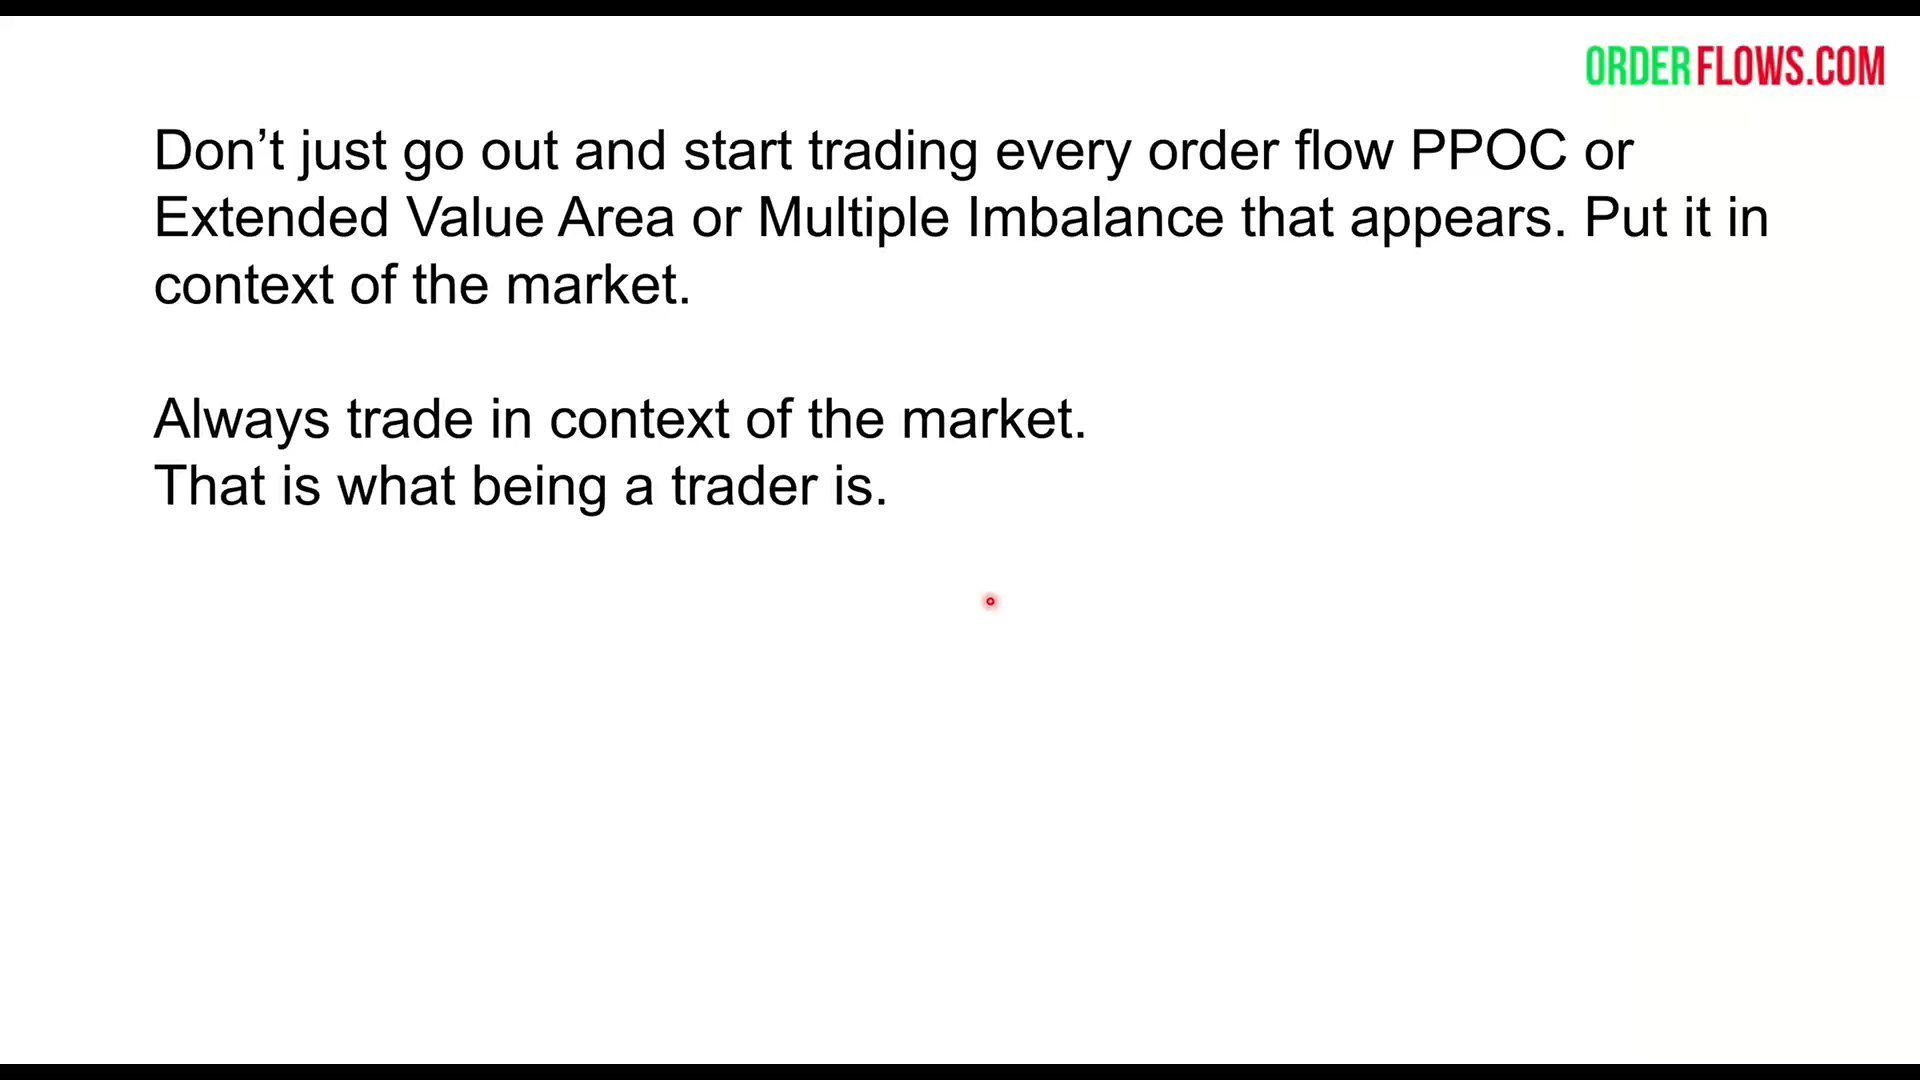 ORDERFLOWS.COM
Don’t just go out and start trading every order flow PPOC or
Extended Value Area or Multiple Imbalance that appears. Put it in
context of the market.
Always trade in context of the market.
That is what being a trader is.